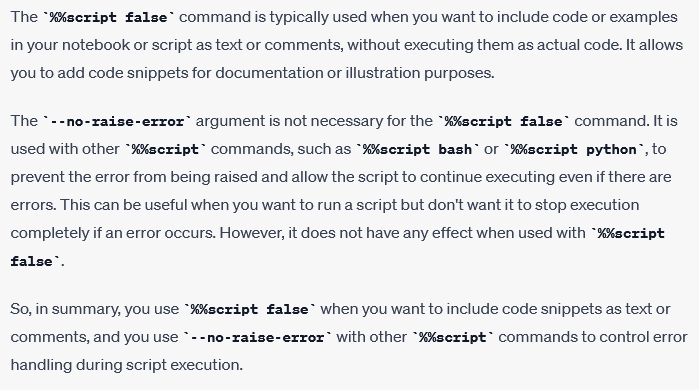 The `%%script false` command is typically used when you want to include code or examples
in your notebook or script as text or comments, without executing them as actual code. It allows
you to add code snippets for documentation or illustration purposes.
The `--no-raise-error` argument is not necessary for the `%%script false` command. It is
used with other `%%script` commands, such as `%%script bash` or `%%script python`, to
prevent the error from being raised and allow the script to continue executing even if there are
errors. This can be useful when you want to run a script but don't want it to stop execution
completely if an error occurs. However, it does not have any effect when used with `%%script
false`.
So, in summary, you use `%%script false` when you want to include code snippets as text or
comments, and you use `--no-raise-error` with other `%%script` commands to control error
handling during script execution.